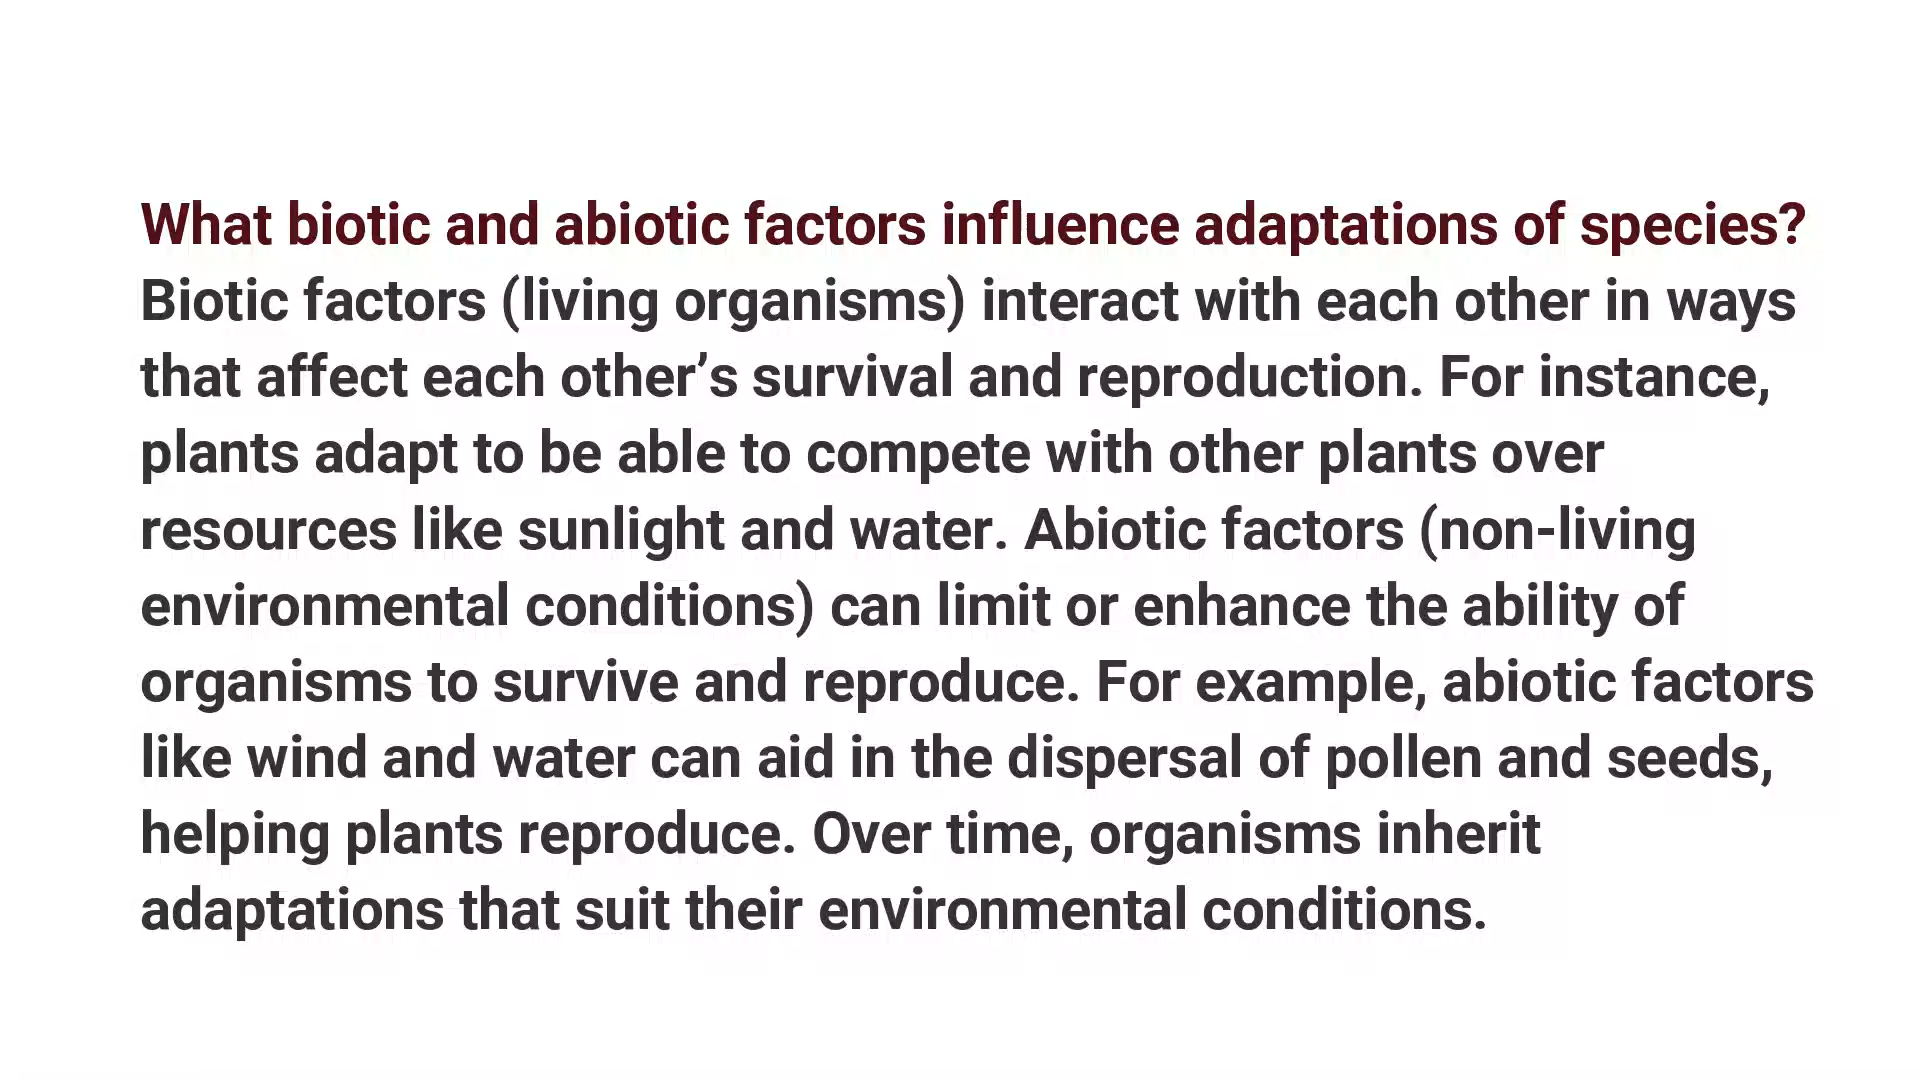 What biotic and abiotic factors influence adaptations of species?
Biotic factors (living organisms) interact with each other in ways
that affect each other’s survival and reproduction. For instance,
plants adapt to be able to compete with other plants over
resources like sunlight and water. Abiotic factors (non-living
environmental conditions) can limit or enhance the ability of
organisms to survive and reproduce. For example, abiotic factors
like wind and water can aid in the dispersal of pollen and seeds,
helping plants reproduce. Over time, organisms inherit
adaptations that suit their environmental conditions.